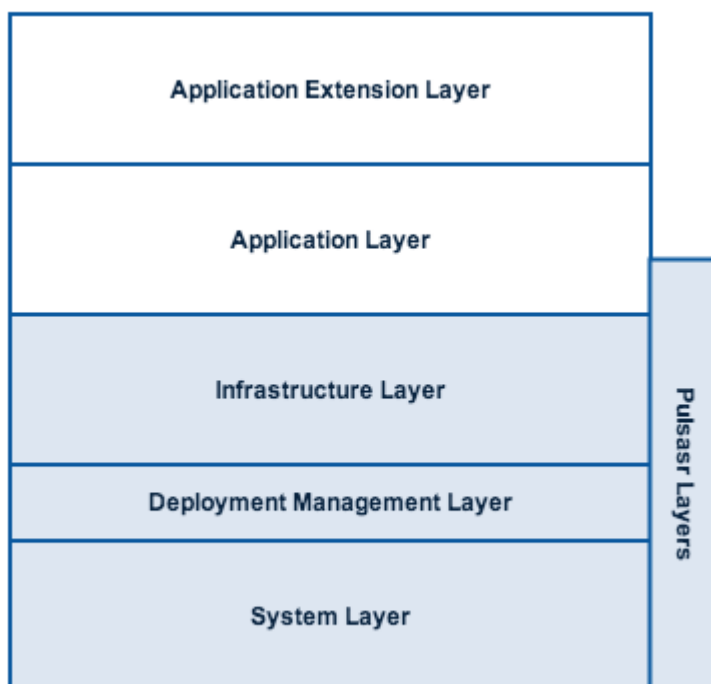 Application Extension Layer
Application Layer
Infrastructure Layer
Deployment Management Layer
System Layer
Pulsasr Layers